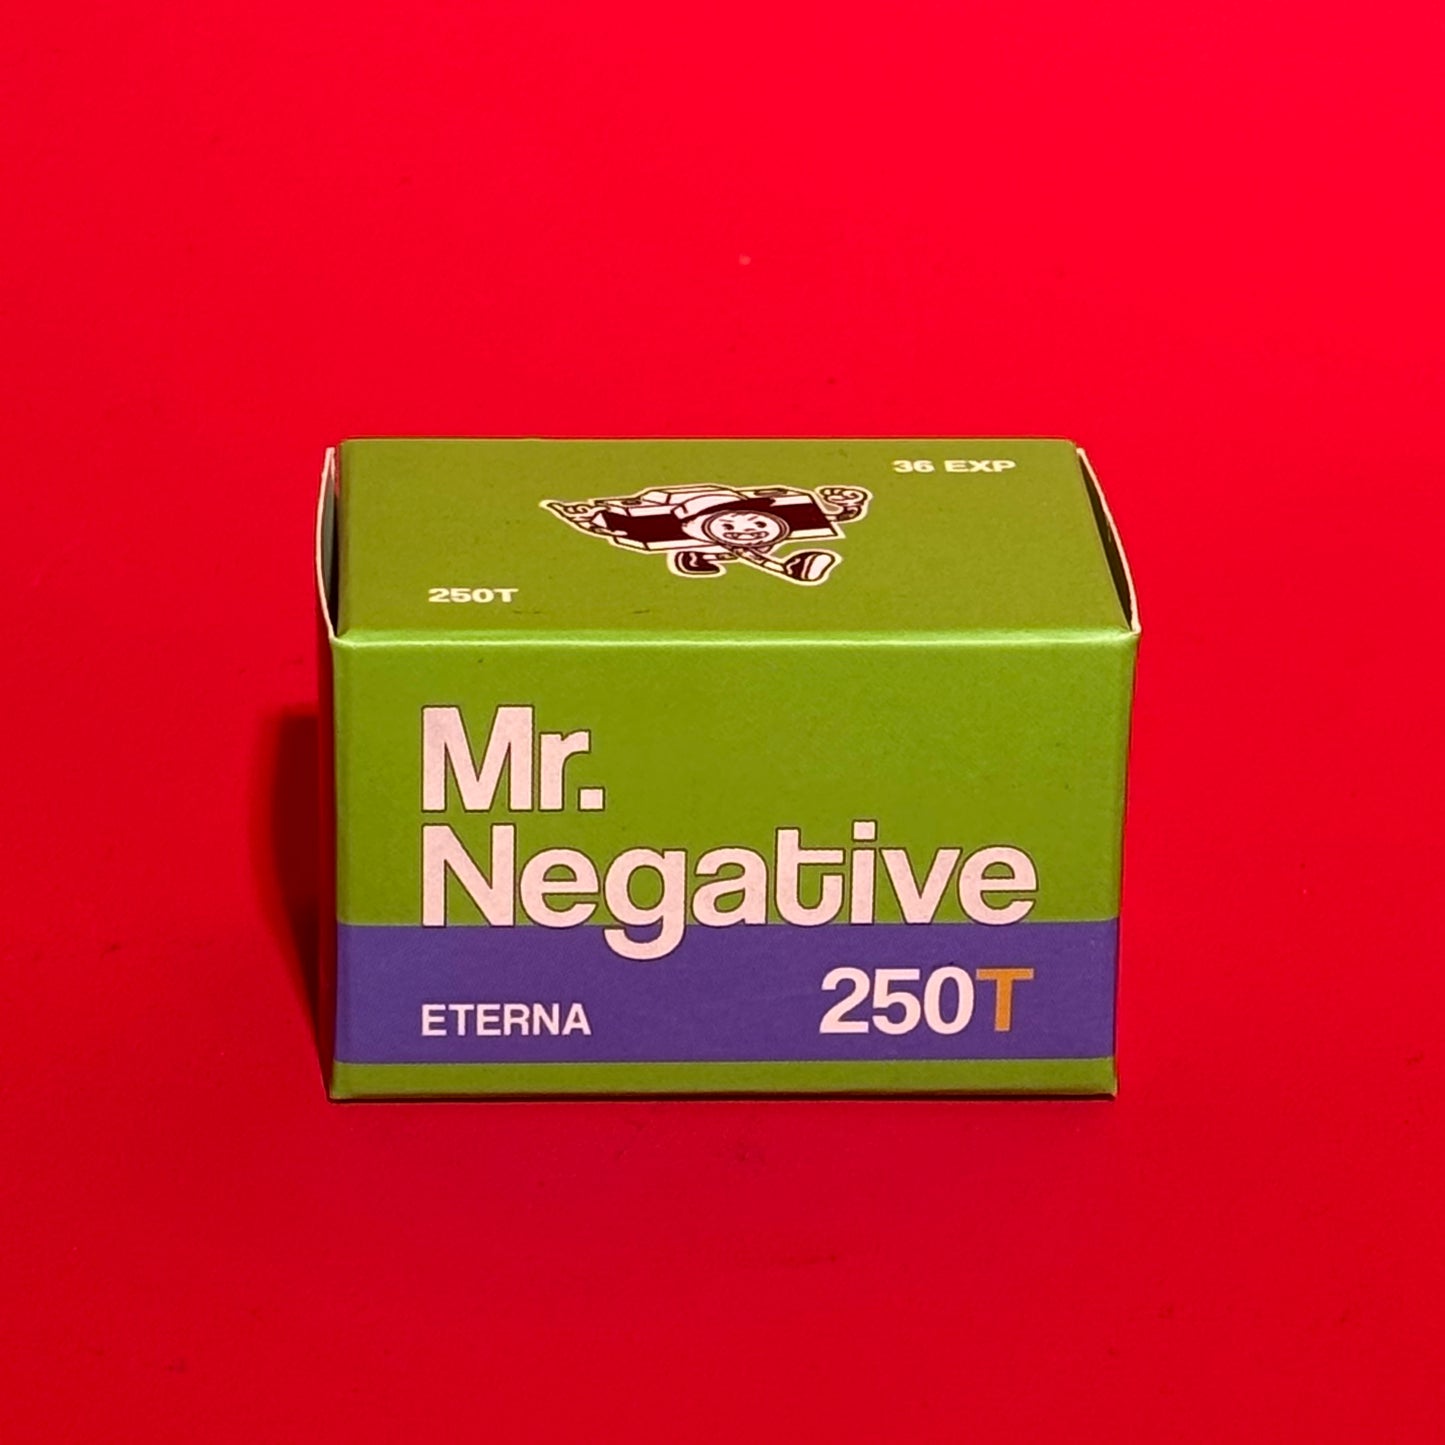 36 EXP
250T
Mr.
Negative
ETERNA
250T